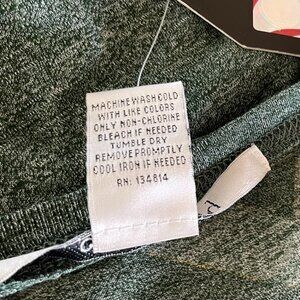 MACHINE WASH COLD
WITH LIKE COLORS
ONLY NON-CHLORINE
BLEACH IF NEEDED
TUMBLE DRY
REMOVE PROMPTLY
COOL IRON IF NEEDED
RN: 134814